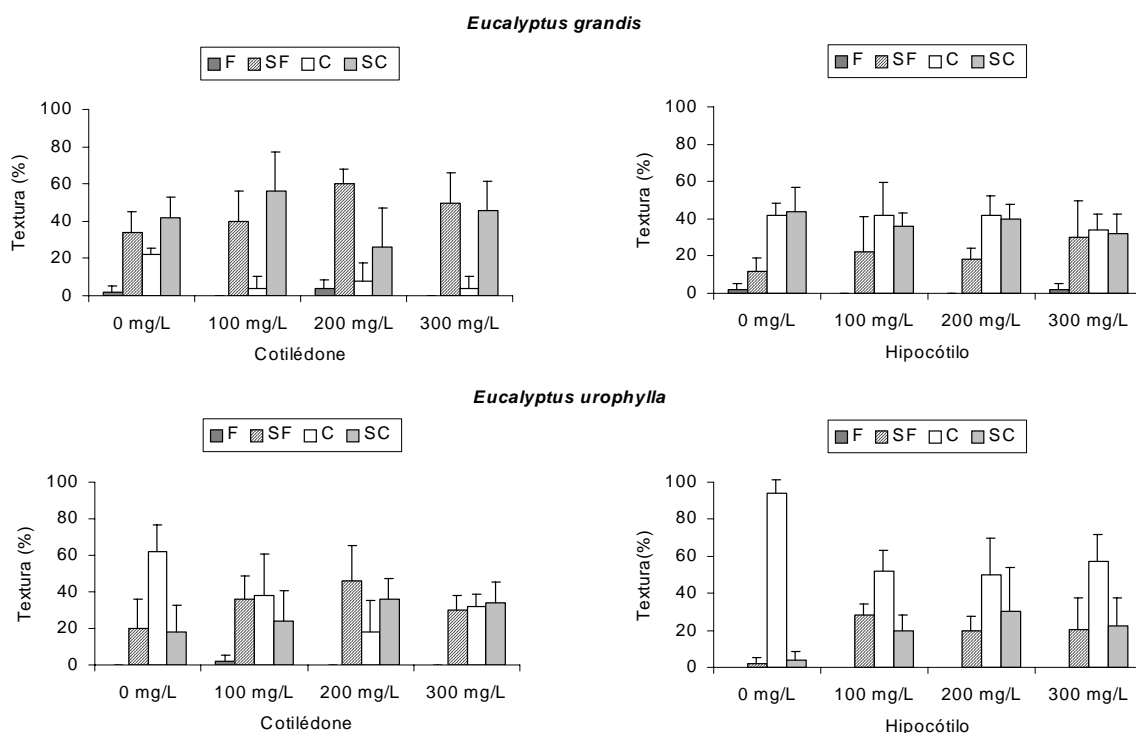 Eucalyptus grandis
F SF C SC
F SF C SC
Textura (%)
100
80
60
40
20
0
0 mg/L 100 mg/L 200 mg/L 300 mg/L
Cotilédone
Textura (%)
100
80
60
40
20
0
0 mg/L 100 mg/L 200 mg/L 300 mg/L
Hipocótilo
Eucalyptus urophylla
F SF C SC
F SF C SC
Textura (%)
100
80
60
40
20
0
0 mg/L 100 mg/L 200 mg/L 300 mg/L
Cotilédone
Textura(%)
100
80
60
40
20
0
0 mg/L 100 mg/L 200 mg/L 300 mg/L
Hipocótilo